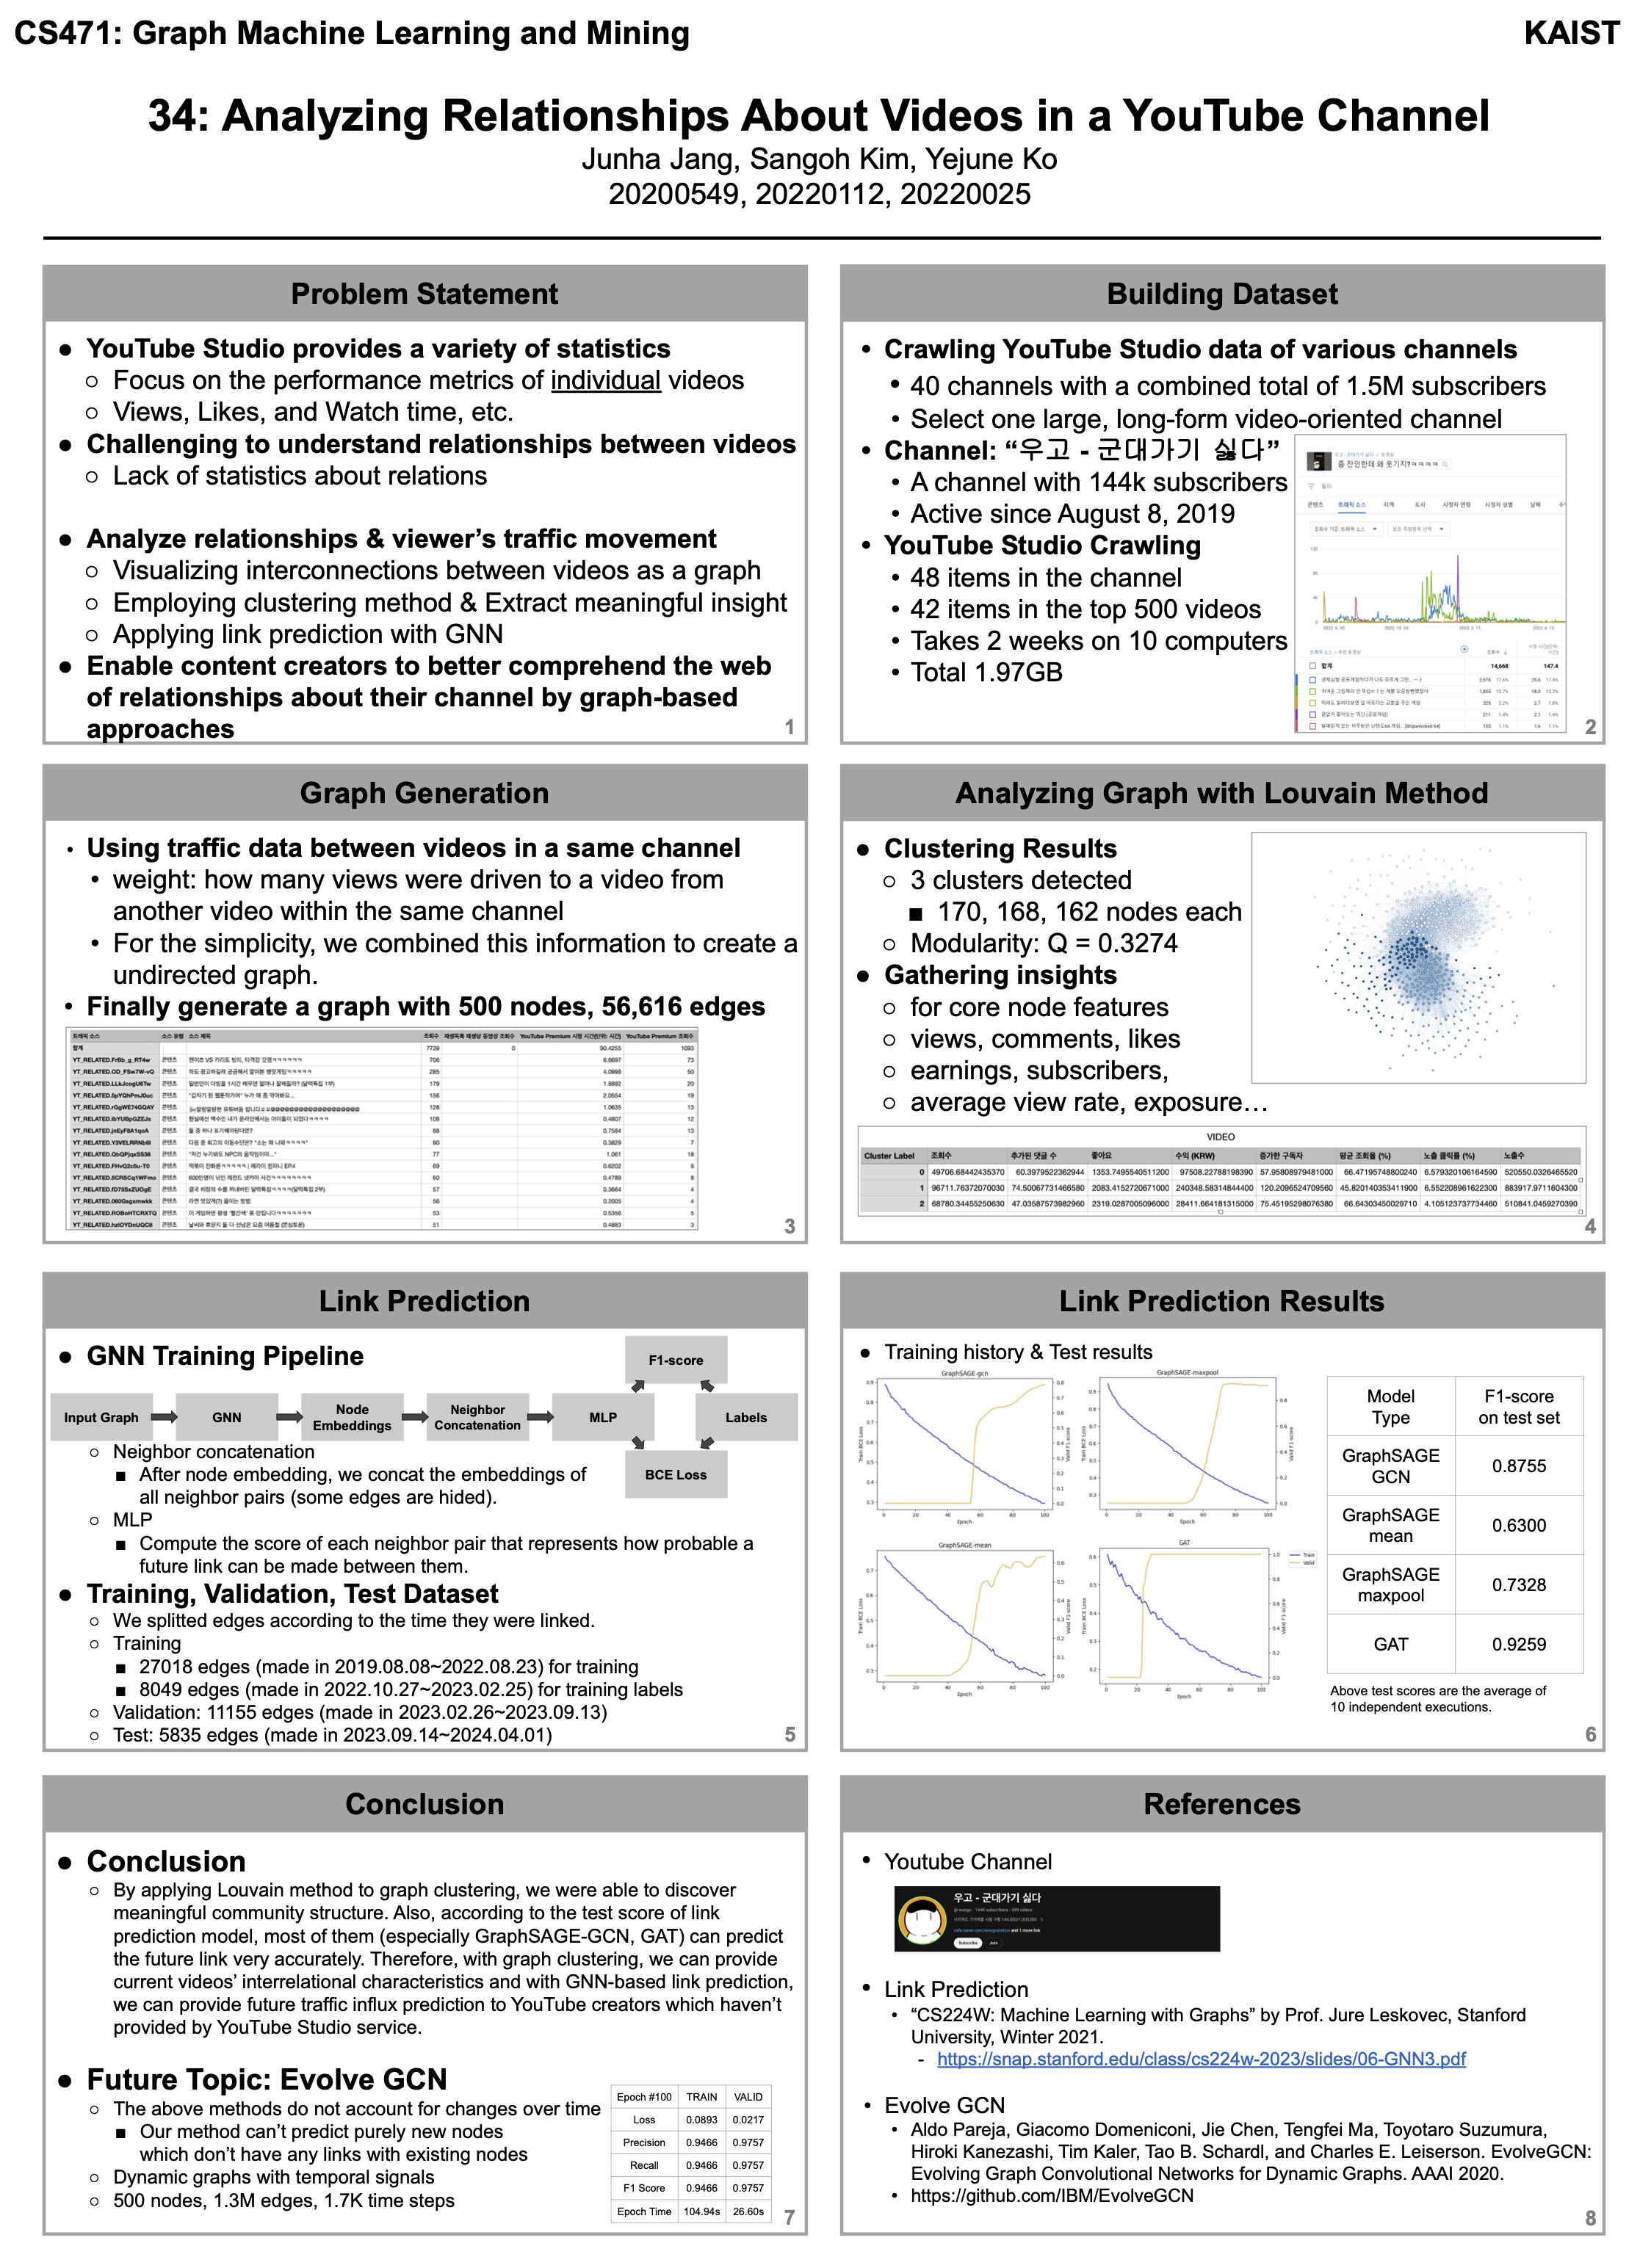 CS471: Graph Machine Learning and Mining
KAIST
34: Analyzing Relationships About Videos in a YouTube Channel
Junha Jang, Sangoh Kim, Yejune Ko
20200549, 20220112, 20220025
Problem Statement
● YouTube Studio provides a variety of statistics
○ Focus on the performance metrics of individual videos
○ Views, Likes, and Watch time, etc.
● Challenging to understand relationships between videos
○ Lack of statistics about relations
● Analyze relationships & viewer’s traffic movement
○ Visualizing interconnections between videos as a graph
○ Employing clustering method & Extract meaningful insight
○ Applying link prediction with GNN
● Enable content creators to better comprehend the web
of relationships about their channel by graph-based
approaches
1
Building Dataset
• Crawling YouTube Studio data of various channels
• 40 channels with a combined total of 1.5M subscribers
• Select one large, long-form video-oriented channel
• Channel: “우고 - 군대가기 싫다”
• A channel with 144k subscribers
• Active since August 8, 2019
• YouTube Studio Crawling
• 48 items in the channel
• 42 items in the top 500 videos
• Takes 2 weeks on 10 computers
• Total 1.97GB
2
Graph Generation
• Using traffic data between videos in a same channel
• weight: how many views were driven to a video from
another video within the same channel
• For the simplicity, we combined this information to create a
undirected graph.
• Finally generate a graph with 500 nodes, 56,616 edges
3
Analyzing Graph with Louvain Method
● Clustering Results
○ 3 clusters detected
■ 170, 168, 162 nodes each
○ Modularity: Q = 0.3274
● Gathering insights
○ for core node features
○ views, comments, likes
○ earnings, subscribers,
○ average view rate, exposure…
VIDEO
Cluster Label 조회수 추가된 댓글 수 좋아요 수익 (KRW) 증가한 구독자 평균 조회율 (%) 노출 클릭률 (%) 노출수
0 49706.68442435370 60.3979522362944 1353.7495540511200 97508.22788198390 57.95808979481000 66.47195748800240 6.579320106164590 520550.0326465520
1 96711.76372070030 74.50067731466580 2083.4152720671000 240348.58314844400 120.2096524709560 45.820140353411900 6.552208961622300 883917.9711604300
2 68780.34455250630 47.03587573982960 2319.0287005096000 28411.664181315000 75.45195298076380 66.64303450029710 4.105123737734460 510841.0459270390
4
Link Prediction
● GNN Training Pipeline
F1-score
Input Graph GNN Node Embeddings Neighbor Concatenation MLP Labels
BCE Loss
○ Neighbor concatenation
■ After node embedding, we concat the embeddings of
all neighbor pairs (some edges are hided).
○ MLP
■ Compute the score of each neighbor pair that represents how probable a
future link can be made between them.
● Training, Validation, Test Dataset
○ We splitted edges according to the time they were linked.
○ Training
■ 27018 edges (made in 2019.08.08~2022.08.23) for training
■ 8049 edges (made in 2022.10.27~2023.02.25) for training labels
○ Validation: 11155 edges (made in 2023.02.26~2023.09.13)
○ Test: 5835 edges (made in 2023.09.14~2024.04.01)
5
Link Prediction Results
● Training history & Test results
GraphSAGE-gcn
GraphSAGE-maxpool
GraphSAGE-mean
GAT
Train BCE Loss
Valid F1-score
Epoch
Train
Valid
Model Type F1-score on test set
GraphSAGE GCN 0.8755
GraphSAGE mean 0.6300
GraphSAGE maxpool 0.7328
GAT 0.9259
Above test scores are the average of
10 independent executions.
6
Conclusion
● Conclusion
○ By applying Louvain method to graph clustering, we were able to discover
meaningful community structure. Also, according to the test score of link
prediction model, most of them (especially GraphSAGE-GCN, GAT) can predict
the future link very accurately. Therefore, with graph clustering, we can provide
current videos’ interrelational characteristics and with GNN-based link prediction,
we can provide future traffic influx prediction to YouTube creators which haven’t
provided by YouTube Studio service.
● Future Topic: Evolve GCN
○ The above methods do not account for changes over time
■ Our method can’t predict purely new nodes
which don’t have any links with existing nodes
○ Dynamic graphs with temporal signals
○ 500 nodes, 1.3M edges, 1.7K time steps
Epoch #100 TRAIN VALID
Loss 0.0893 0.0217
Precision 0.9466 0.9757
Recall 0.9466 0.9757
F1 Score 0.9466 0.9757
Epoch Time 104.94s 26.60s
7
References
• Youtube Channel
우고 - 군대가기 싫다
Subscribe Join
• Link Prediction
• “CS224W: Machine Learning with Graphs” by Prof. Jure Leskovec, Stanford
University, Winter 2021.
- https://snap.stanford.edu/class/cs224w-2023/slides/06-GNN3.pdf
• Evolve GCN
• Aldo Pareja, Giacomo Domeniconi, Jie Chen, Tengfei Ma, Toyotaro Suzumura,
Hiroki Kanezashi, Tim Kaler, Tao B. Schardl, and Charles E. Leiserson. EvolveGCN:
Evolving Graph Convolutional Networks for Dynamic Graphs. AAAI 2020.
• https://github.com/IBM/EvolveGCN
8